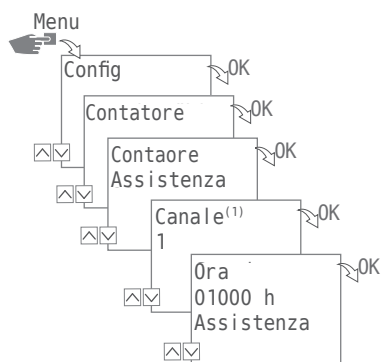 Menu
Config
OK
Contatore
OK
Contaore
Assistenza
OK
Canale(1)
1
OK
Ora
01000 h
Assistenza
OK